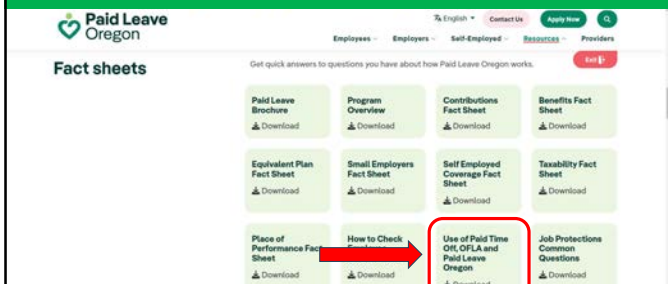 Paid Leave
Oregon
English
Contact Us
Apply Now
Employees
Employers
Self-Employed
Resources
Providers
Fact sheets
Get quick answers to questions you have about how Paid Leave Oregon works.
Exit
Paid Leave
Brochure
Download
Program
Overview
Download
Contributions
Fact Sheet
Download
Benefits Fact
Sheet
Download
Equivalent Plan
Fact Sheet
Download
Small Employers
Fact Sheet
Download
Self Employed
Coverage Fact
Sheet
Download
Taxability Fact
Sheet
Download
Place of
Performance Fact
Sheet
Download
How to Check
Download
Use of Paid Time
Off, OFLA and
Paid Leave
Oregon
Download
Job Protections
Common
Questions
Download